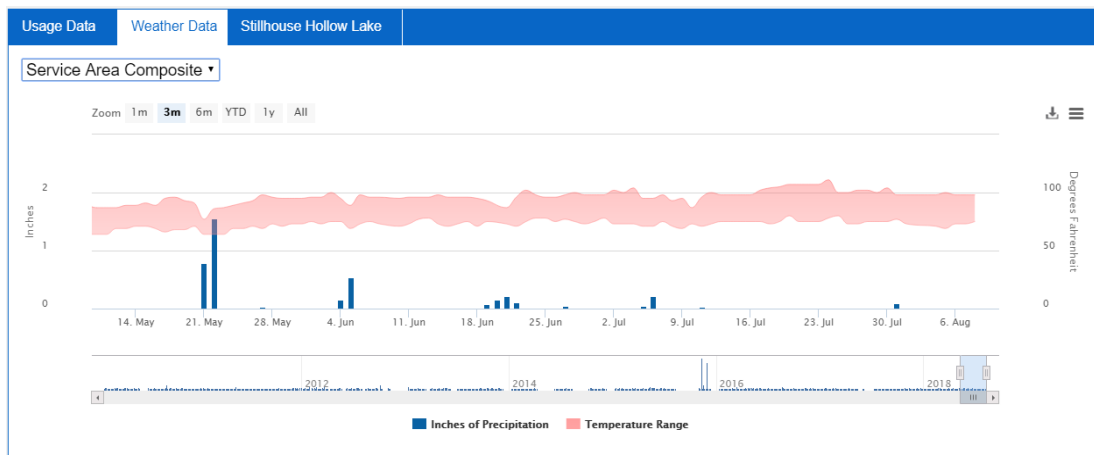 Usage Data Weather Data Stillhouse Hollow Lake
Service Area Composite
Zoom 1m 3m 6m YTD 1y All
2
1
0
Inches
100
50
0
Degrees Fahrenheit
14. May 21. May 28. May 4. Jun 11. Jun 18. Jun 25. Jun 2. Jul 9. Jul 16. Jul 23. Jul 30. Jul 6. Aug
2012 2014 2016 2018
Inches of Precipitation Temperature Range